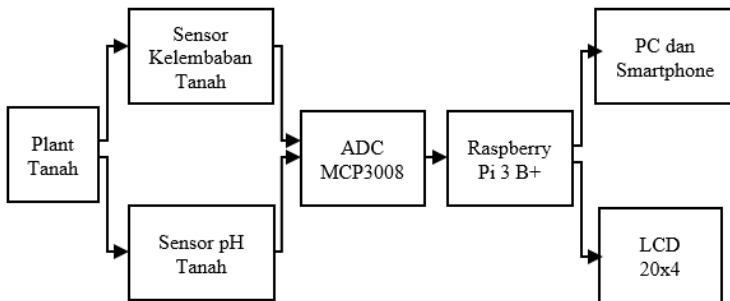 Plant
Tanah
Sensor
Kelembaban
Tanah
Sensor pH
Tanah
ADC
MCP3008
Raspberry
Pi 3 B+
PC dan
Smartphone
LCD
20x4